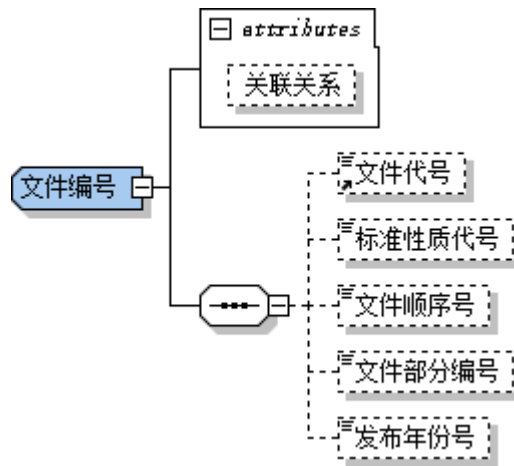 attributes
关联关系
文件编号
文件代号
标准性质代号
文件顺序号
文件部分编号
发布年份号